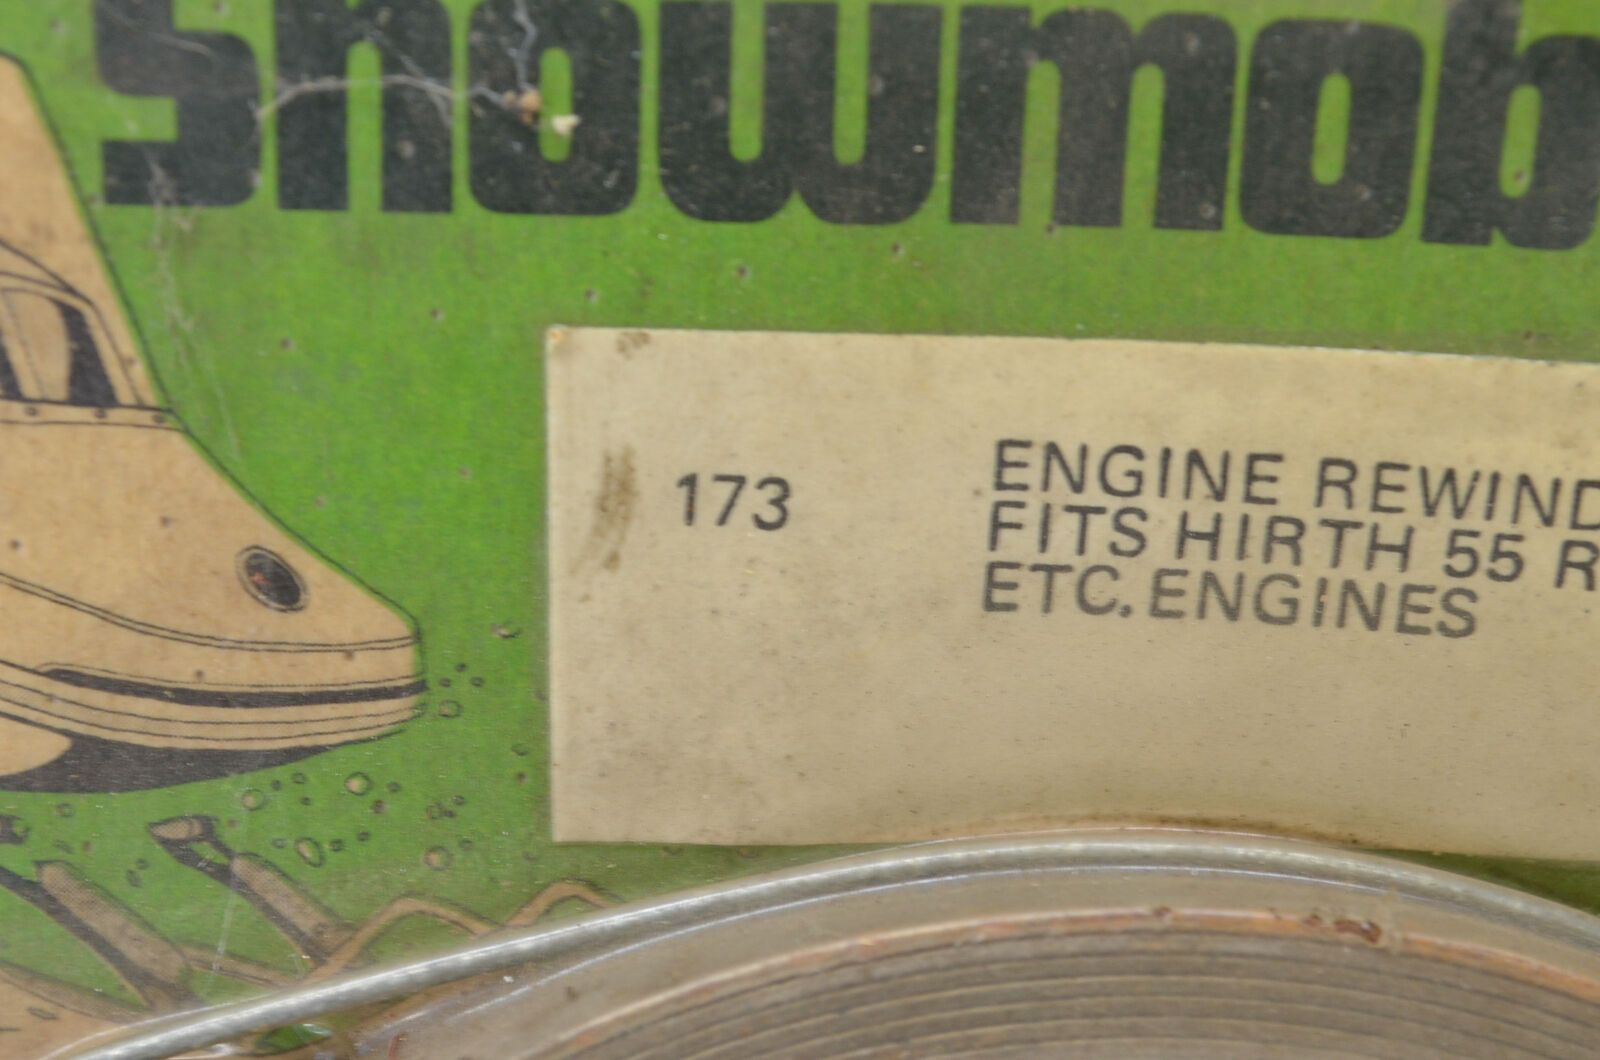 Snowmob
173 ENGINE REWIND
FITS HIRTH 55 R
ETC. ENGINES